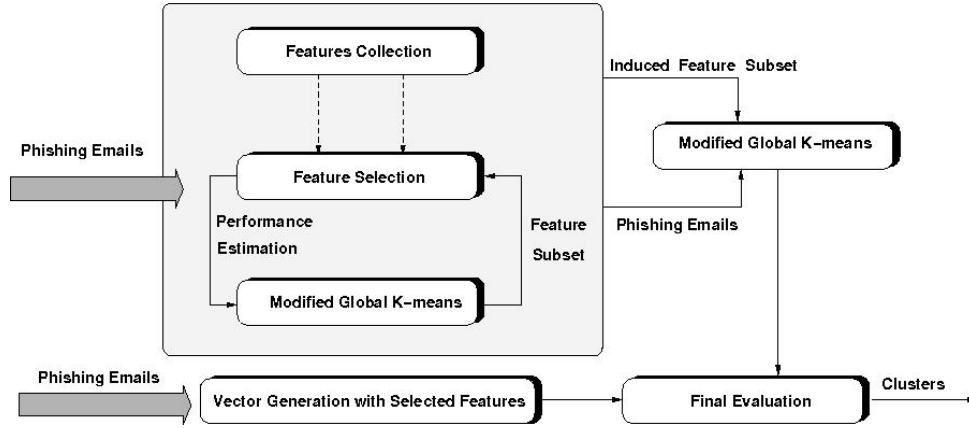 Features Collection
Induced Feature Subset
Modified Global K-means
Phishing Emails
Feature Selection
Phishing Emails
Performance
Estimation
Feature
Subset
Modified Global K-means
Phishing Emails
Vector Generation with Selected Features
Final Evaluation
Clusters